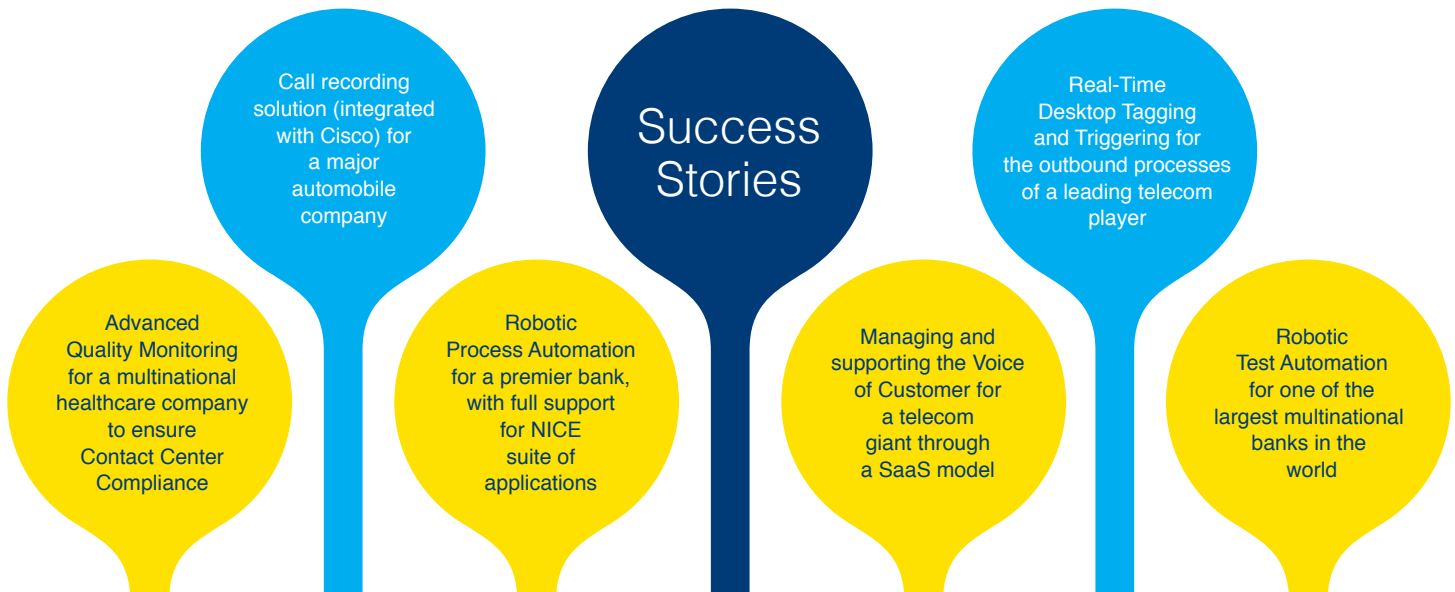 Call recording
solution (integrated
with Cisco) for
a major
automobile
company
Success
Stories
Real-Time
Desktop Tagging
and Triggering for
the outbound processes
of a leading telecom
player
Advanced
Quality Monitoring
for a multinational
healthcare company
to ensure
Contact Center
Compliance
Robotic
Process Automation
for a premier bank,
with full support
for NICE
suite of
applications
Managing and
supporting the Voice
of Customer for
a telecom
giant through
a SaaS model
Robotic
Test Automation
for one of the
largest multinational
banks in the
world